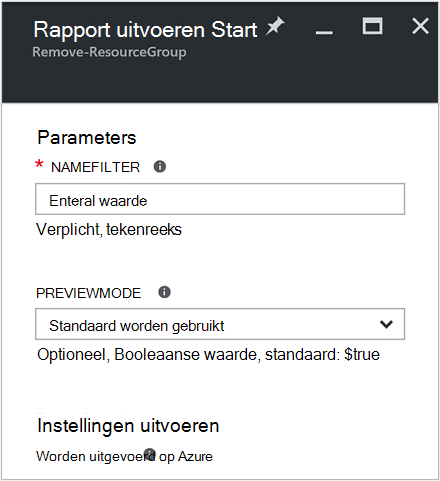 Rapport uitvoeren Start
Remove-ResourceGroup
Parameters
* NAMEFILTER
Enteral waarde
Verplicht, tekenreeks
PREVIEWMODE
Standaard worden gebruikt
Optioneel, Booleaanse waarde, standaard: $true
Instellingen uitvoeren
Worden uitgevoerd op Azure